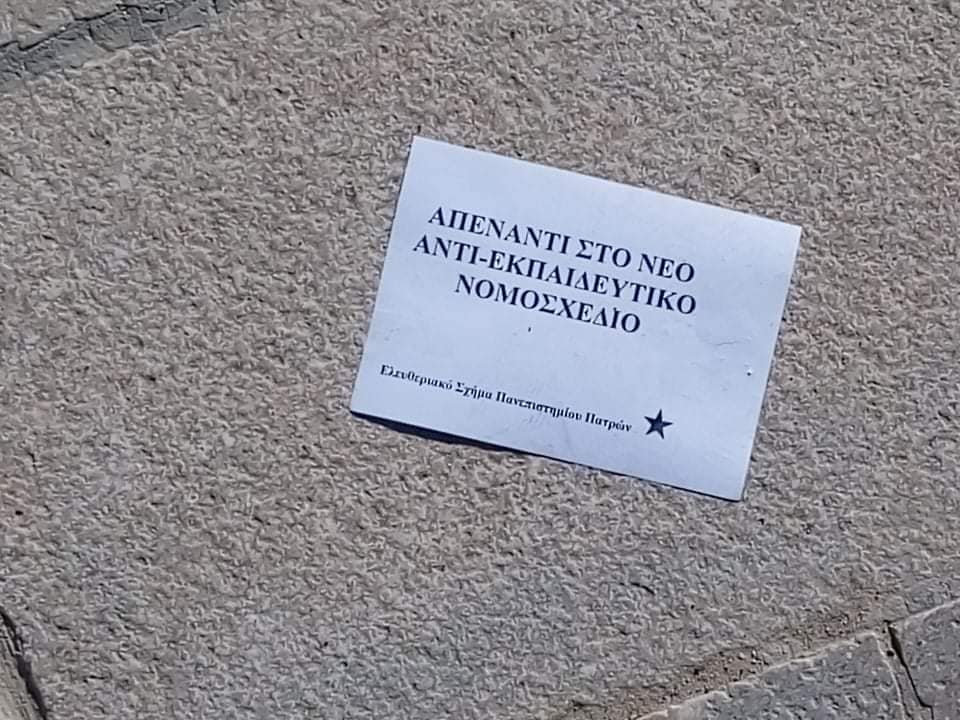 ΑΠΕΝΑΝΤΙ ΣΤΟ ΝΕΟ
ΑΝΤΙ-ΕΚΠΑΙΔΕΥΤΙΚΟ
ΝΟΜΟΣΧΕΔΙΟ
Ελευθεριακό Σχήμα Πανεπιστημίου Πατρών